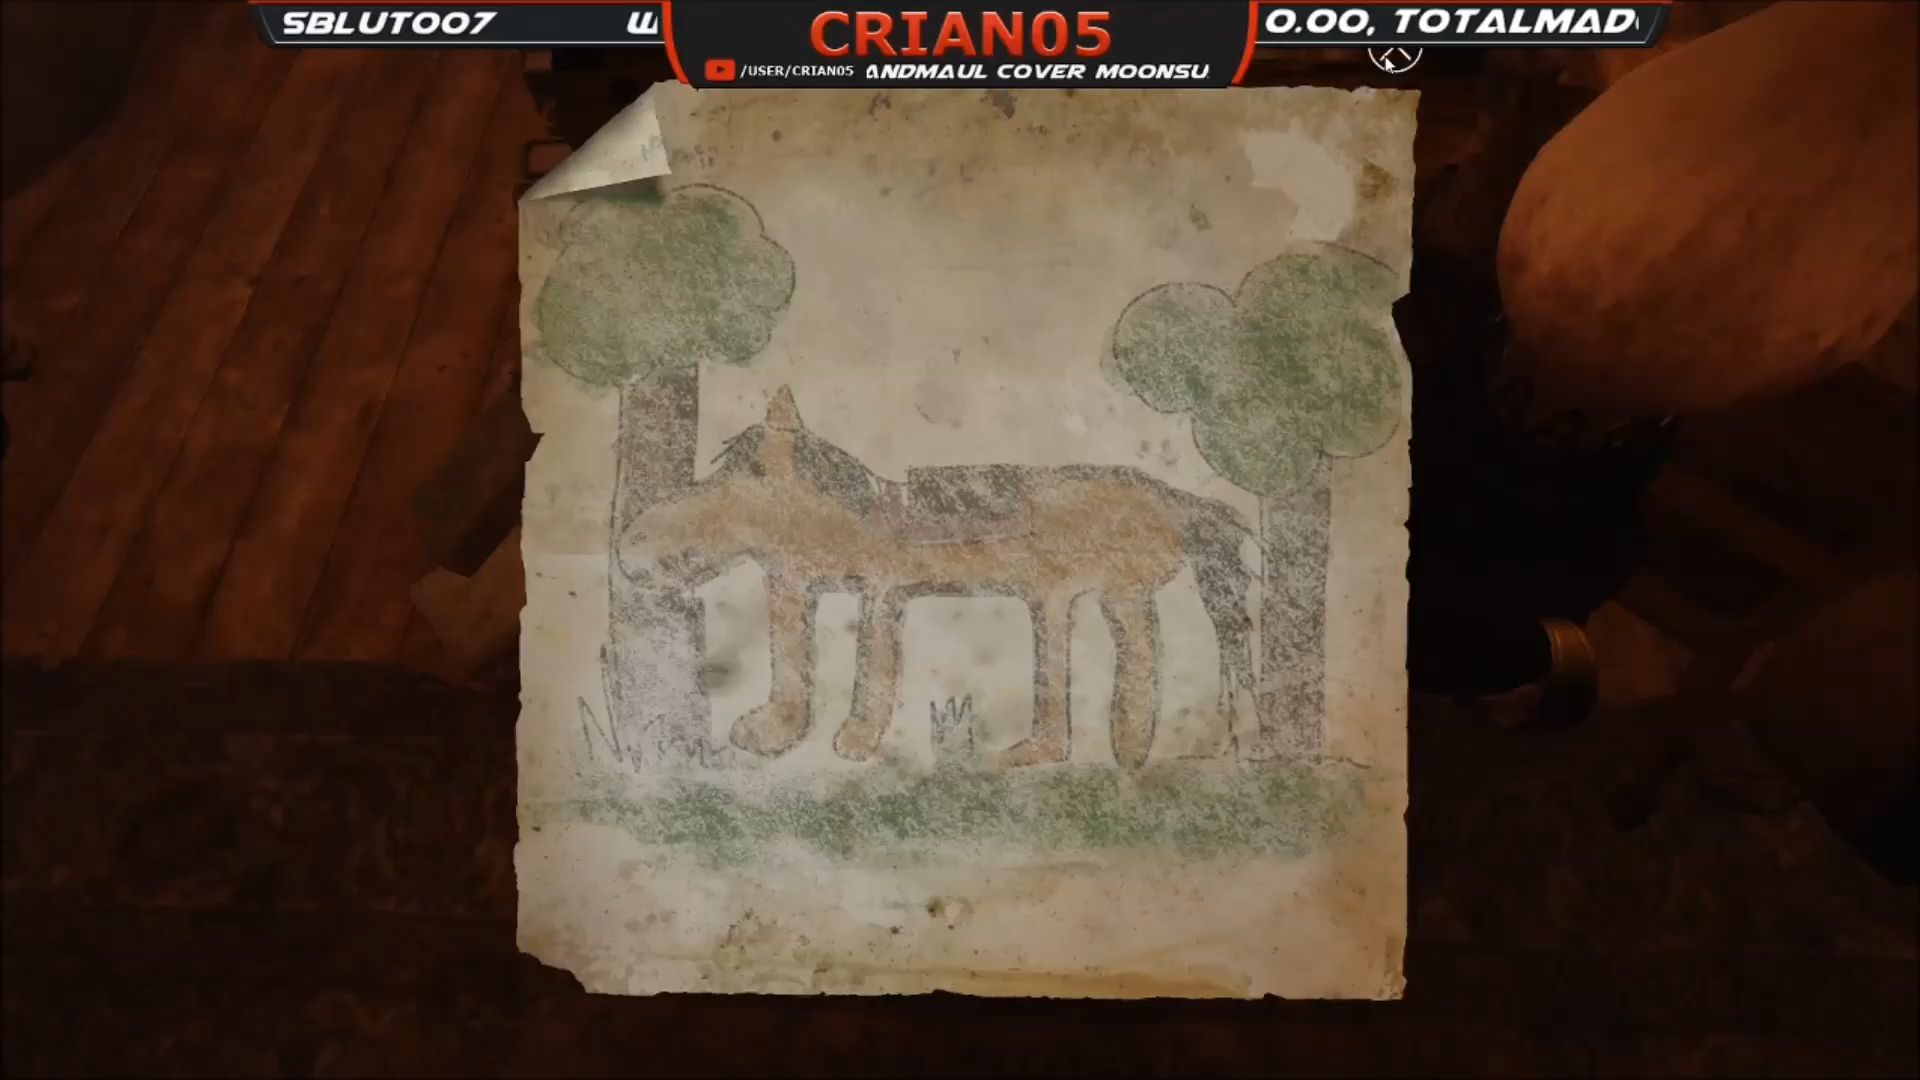 SBLUT007
CRIAN05
0.00, TOTALMAD
/USER/CRIAN05
ANDMAUL COVER MOONSU